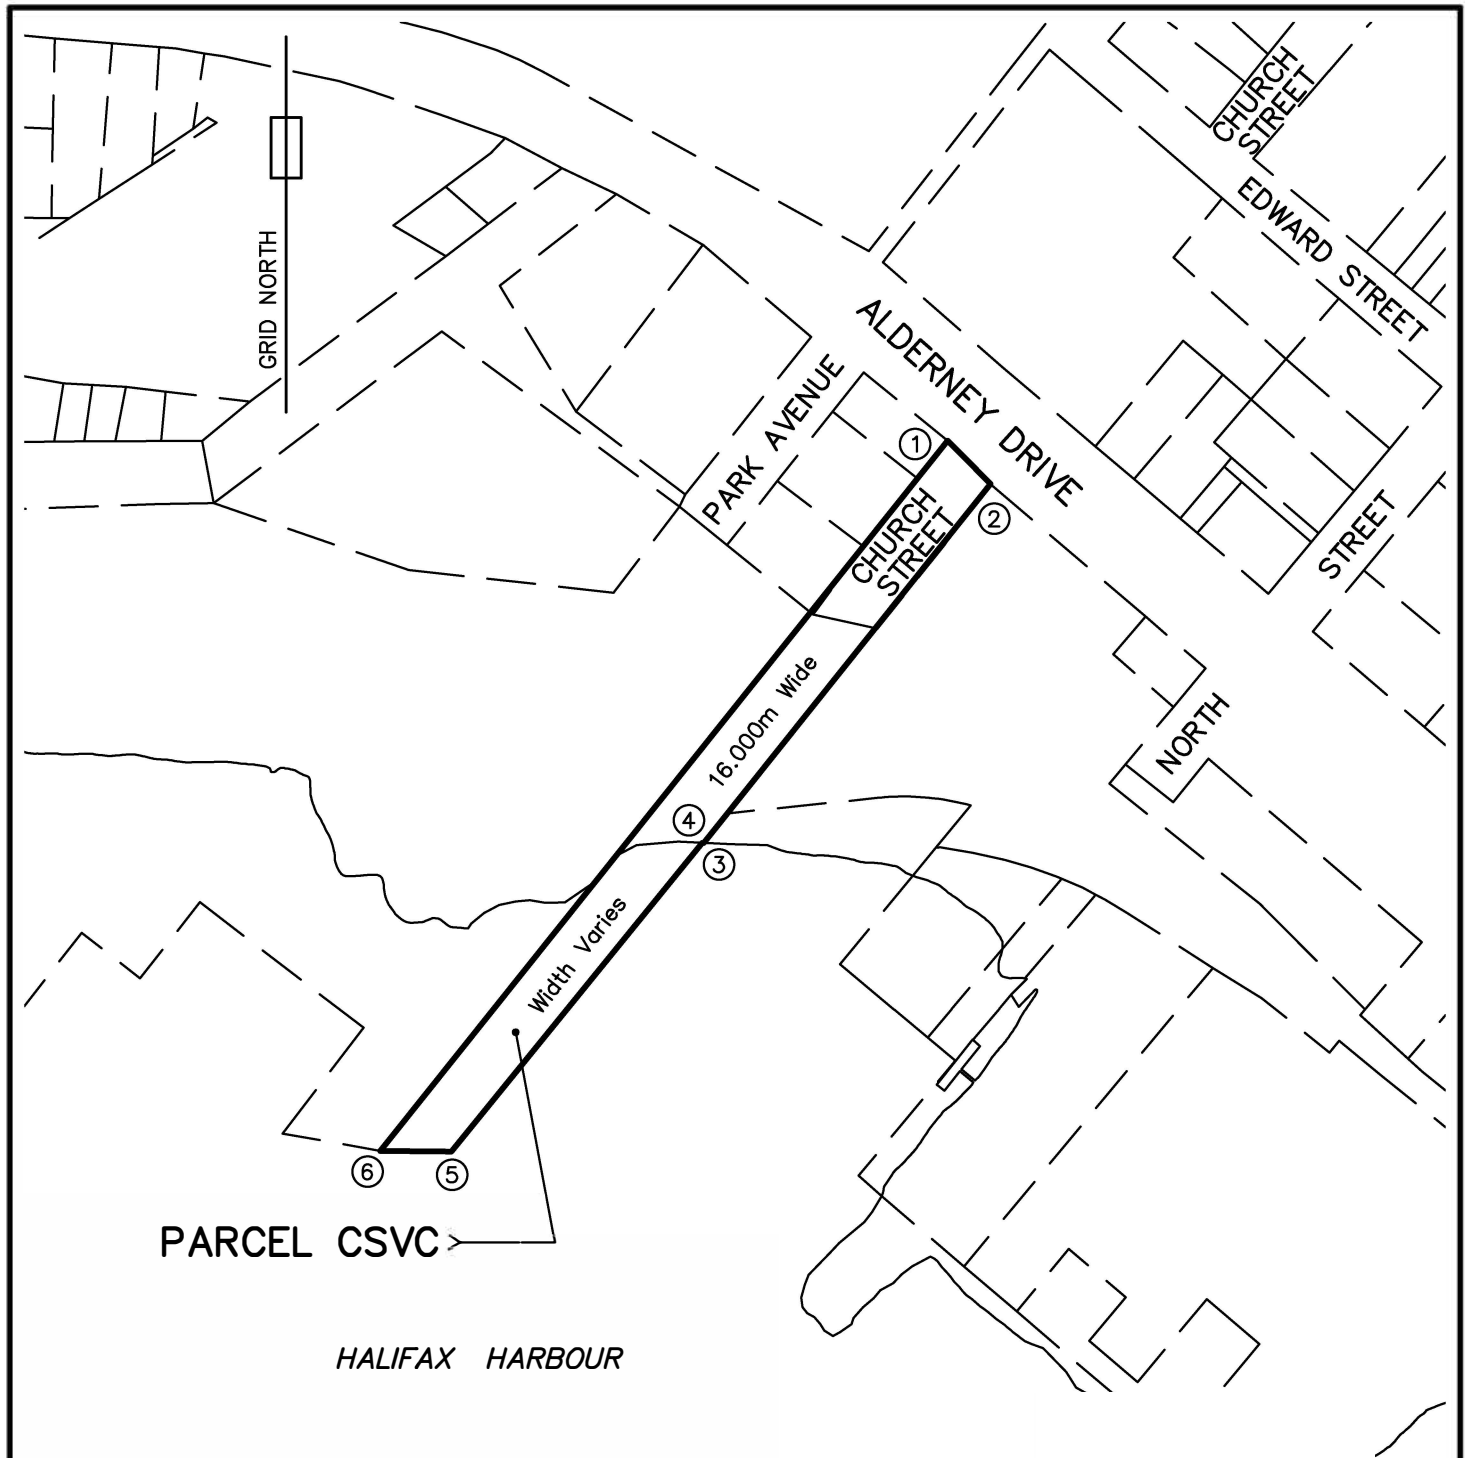 CHURCH
STREET
EDWARD STREET
GRID NORTH
ALDERNEY DRIVE
PARK AVENUE
1
2
CHURCH
STREET
STREET
NORTH
16.000m Wide
4
3
Width Varies
6
5
PARCEL CSVC
HALIFAX HARBOUR